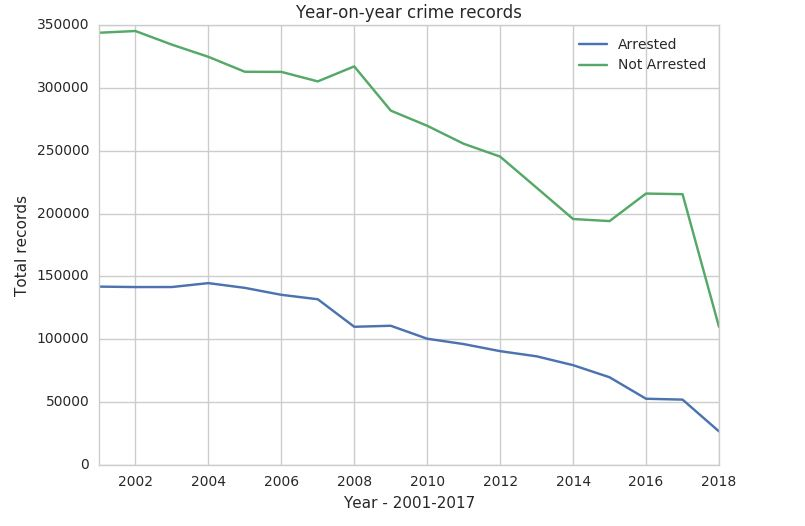 Year-on-year crime records
350000
300000
250000
200000
150000
100000
50000
0
Total records
Arrested
Not Arrested
2002 2004 2006 2008 2010 2012 2014 2016 2018
Year - 2001-2017